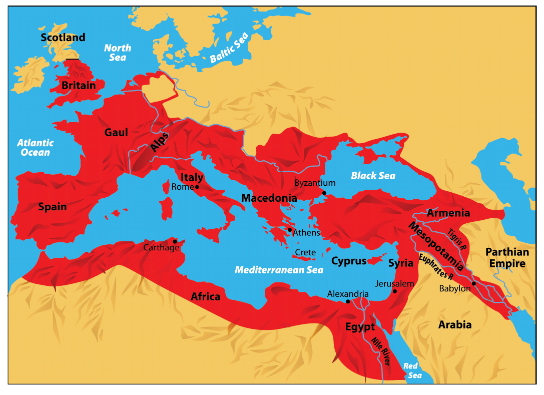 Scotland
North
Sea
Baltic Sea
Britain
Atlantic
Ocean
Gaul
Alps
Italy
Rome
Byzantium
Black Sea
Spain
Macedonia
Armenia
Athens
Carthage
Crete
Cyprus
Syria
Mesopotamia
Tigris R
Euphrates R
Parthian
Empire
Mediterranean Sea
Jerusalem
Babylon
Africa
Alexandria
Egypt
Arabia
Nile River
Red
Sea